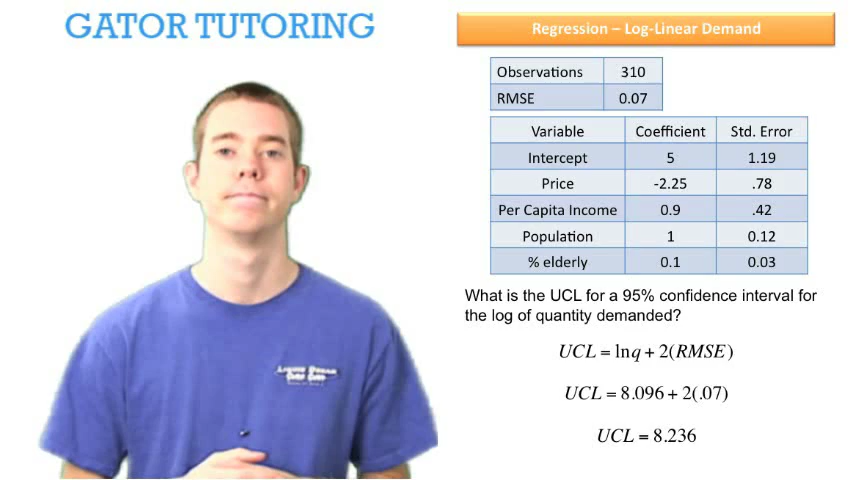 GATOR TUTORING
Regression – Log-Linear Demand
Observations 310
RMSE 0.07
Variable Coefficient Std. Error
Intercept 5 1.19
Price -2.25 .78
Per Capita Income 0.9 .42
Population 1 0.12
% elderly 0.1 0.03
What is the UCL for a 95% confidence interval for
the log of quantity demanded?
UCL = ln q + 2(RMSE)
UCL = 8.096 + 2(.07)
UCL = 8.236